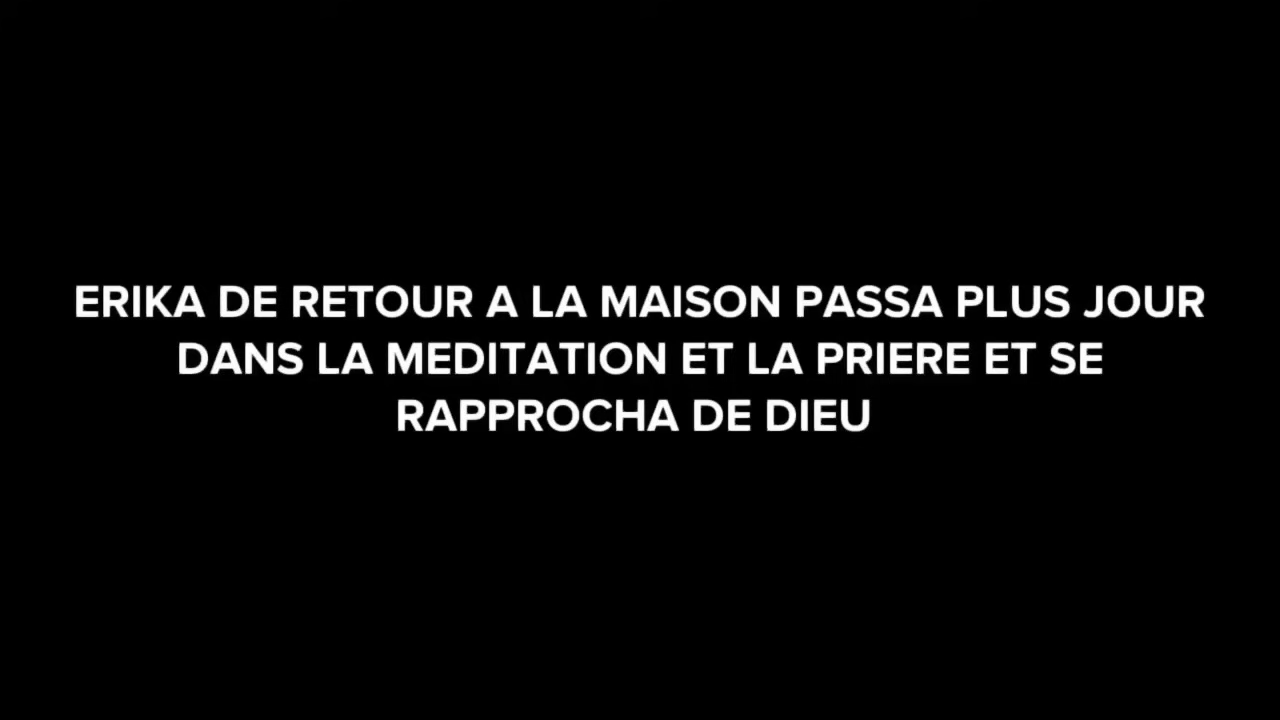 ERIKA DE RETOUR A LA MAISON PASSA PLUS JOUR
DANS LA MEDITATION ET LA PRIERE ET SE
RAPPROCHA DE DIEU